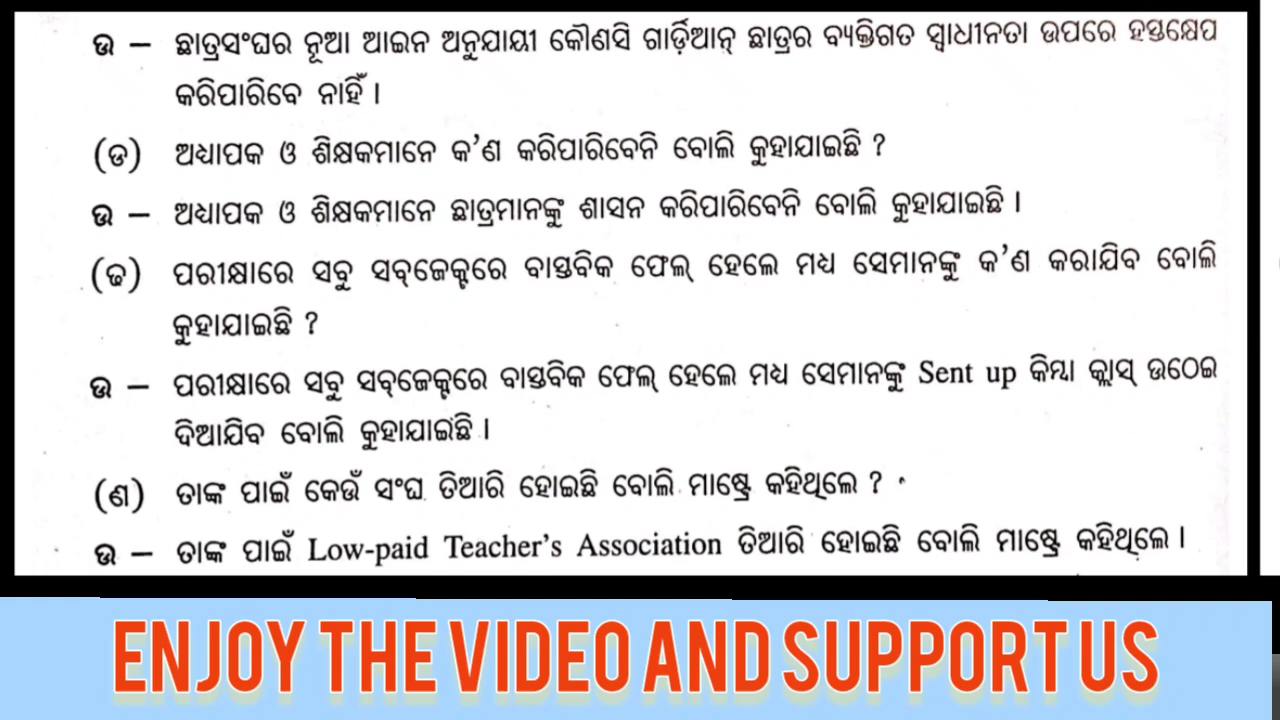 ଉ – ଛାତ୍ରସଂଘର ନୂଆ ଆଇନ ଅନୁଯାୟୀ କୌଣସି ଗାର୍ଡ଼ିଆନ୍ ଛାତ୍ରର ବ୍ୟକ୍ତିଗତ ସ୍ୱାଧୀନତା ଉପରେ ହସ୍ତକ୍ଷେପ
କରିପାରିବେ ନାହିଁ ।
(ଡ) ଅଧ୍ୟାପକ ଓ ଶିକ୍ଷକମାନେ କ'ଣ କରିପାରିବେନି ବୋଲି କୁହାଯାଇଛି ?
ଉ – ଅଧ୍ୟାପକ ଓ ଶିକ୍ଷକମାନେ ଛାତ୍ରମାନଙ୍କୁ ଶାସନ କରିପାରିବେନି ବୋଲି କୁହାଯାଇଛି ।
(ଢ) ପରୀକ୍ଷାରେ ସବୁ ସବ୍‌ଜେକ୍ଟରେ ବାସ୍ତବିକ ଫେଲ୍ ହେଲେ ମଧ୍ୟ ସେମାନଙ୍କୁ କ'ଣ କରାଯିବ ବୋଲି
କୁହାଯାଇଛି ?
ଉ – ପରୀକ୍ଷାରେ ସବୁ ସବ୍‌ଜେକ୍ଟରେ ବାସ୍ତବିକ ଫେଲ୍ ହେଲେ ମଧ୍ୟ ସେମାନଙ୍କୁ Sent up କିମ୍ବା କ୍ଲାସ୍ ଉଠେଇ
ଦିଆଯିବ ବୋଲି କୁହାଯାଇଛି ।
(ଣ) ତାଙ୍କ ପାଇଁ କେଉଁ ସଂଘ ତିଆରି ହୋଇଛି ବୋଲି ମାଷ୍ଟ୍ରେ କହିଥିଲେ ?
ଉ – ତାଙ୍କ ପାଇଁ Low-paid Teacher's Association ତିଆରି ହୋଇଛି ବୋଲି ମାଷ୍ଟ୍ରେ କହିଥିଲେ ।
ENJOY THE VIDEO AND SUPPORT US